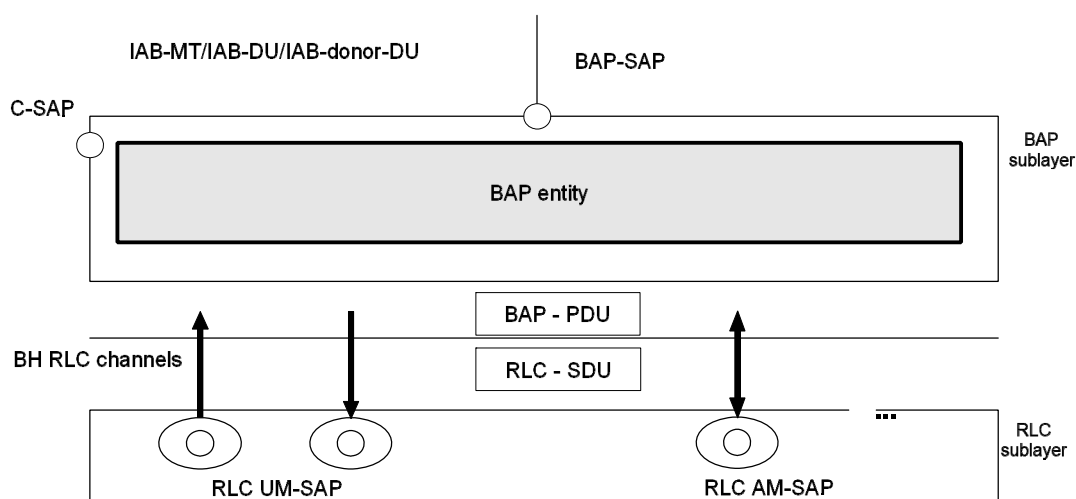 IAB-MT/IAB-DU/IAB-donor-DU
BAP-SAP
C-SAP
BAP
sublayer
BAP entity
BAP - PDU
BH RLC channels
RLC - SDU
RLC
sublayer
RLC UM-SAP
RLC AM-SAP